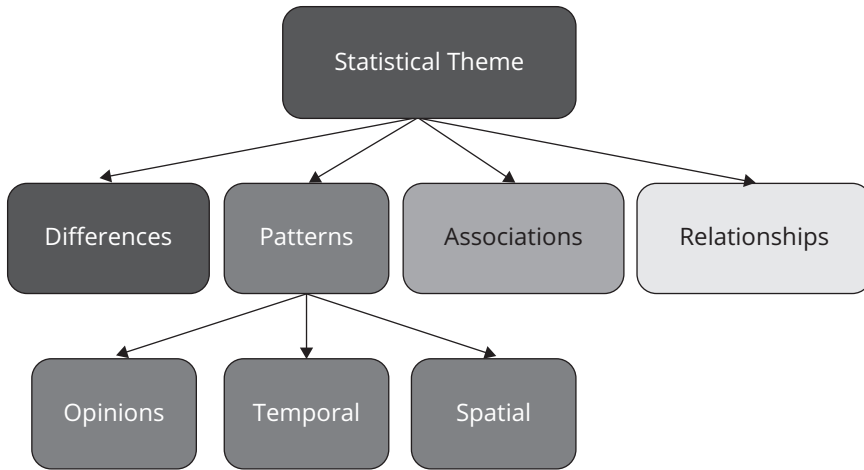 Statistical Theme
Differences
Patterns
Associations
Relationships
Opinions
Temporal
Spatial